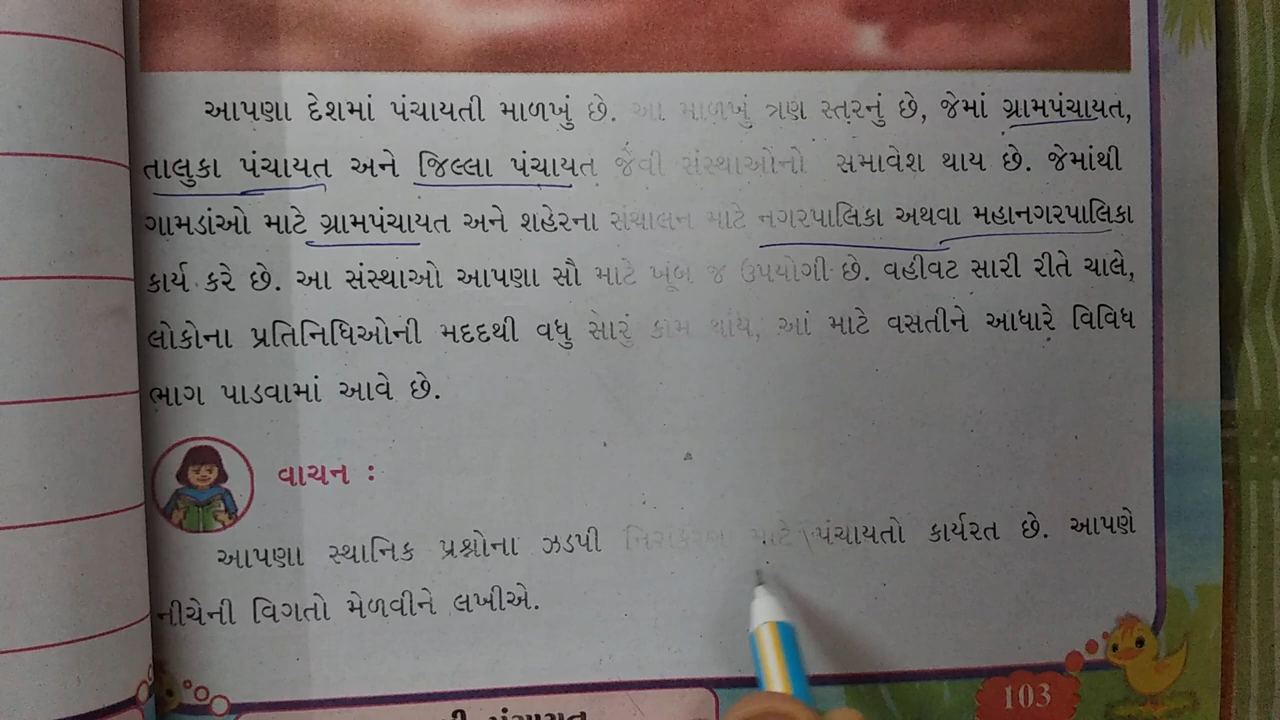 આપણા દેશમાં પંચાયતી માળખું છે. આ માળખું ત્રણ સ્તરનું છે, જેમાં ગ્રામપંચાયત,
તાલુકા પંચાયત અને જિલ્લા પંચાયત જેવી સંસ્થાઓનો સમાવેશ થાય છે. જેમાંથી
ગામડાંઓ માટે ગ્રામપંચાયત અને શહેરના સંચાલન માટે નગરપાલિકા અથવા મહાનગરપાલિકા
કાર્ય કરે છે. આ સંસ્થાઓ આપણા સૌ માટે ખૂબ જ ઉપયોગી છે. વહીવટ સારી રીતે ચાલે,
લોકોના પ્રતિનિધિઓની મદદથી વધુ સારું કામ થાય, આ માટે વસતીને આધારે વિવિધ
ભાગ પાડવામાં આવે છે.
વાચન :
આપણા સ્થાનિક પ્રશ્નોના ઝડપી નિરાકરણ માટે પંચાયતો કાર્યરત છે. આપણે
નીચેની વિગતો મેળવીને લખીએ.
103